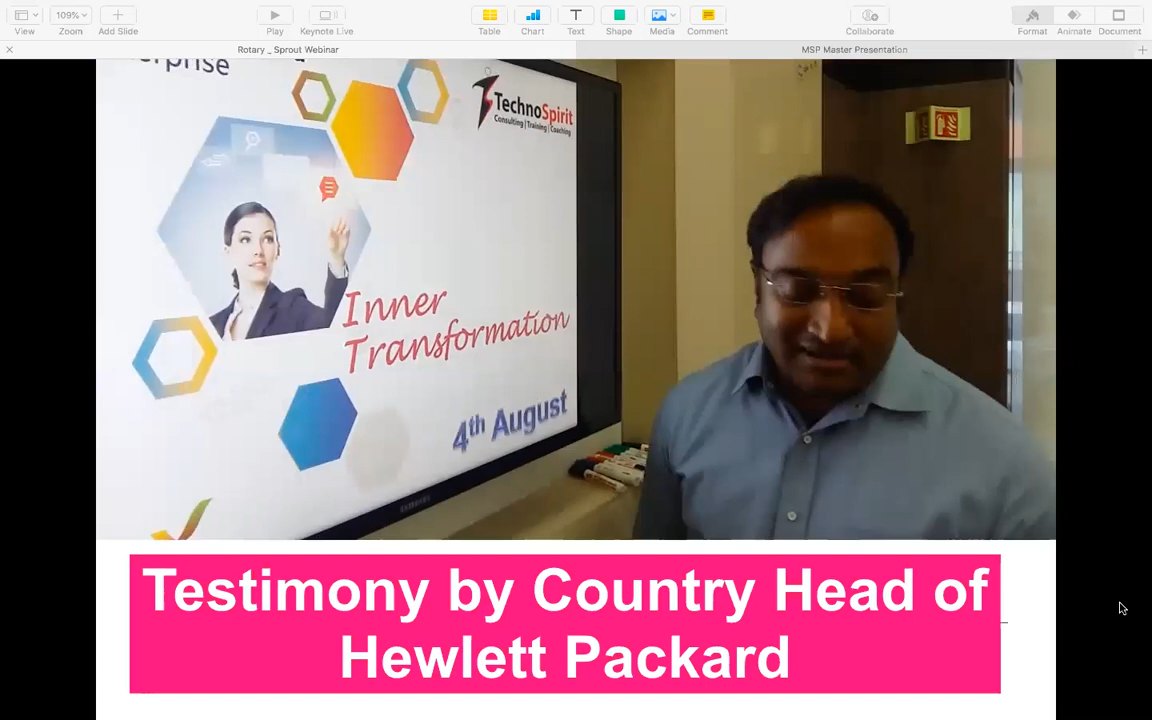 109%
View
Zoom
Add Slide
Play
Keynote Live
Table
Chart
Text
Shape
Media
Comment
Collaborate
Format
Animate
Document
Rotary _ Sprout Webinar
MSP Master Presentation
TechnoSpirit
Consulting | Training | Coaching
Inner
Transformation
4th August
SAMSUNG
Testimony by Country Head of
Hewlett Packard